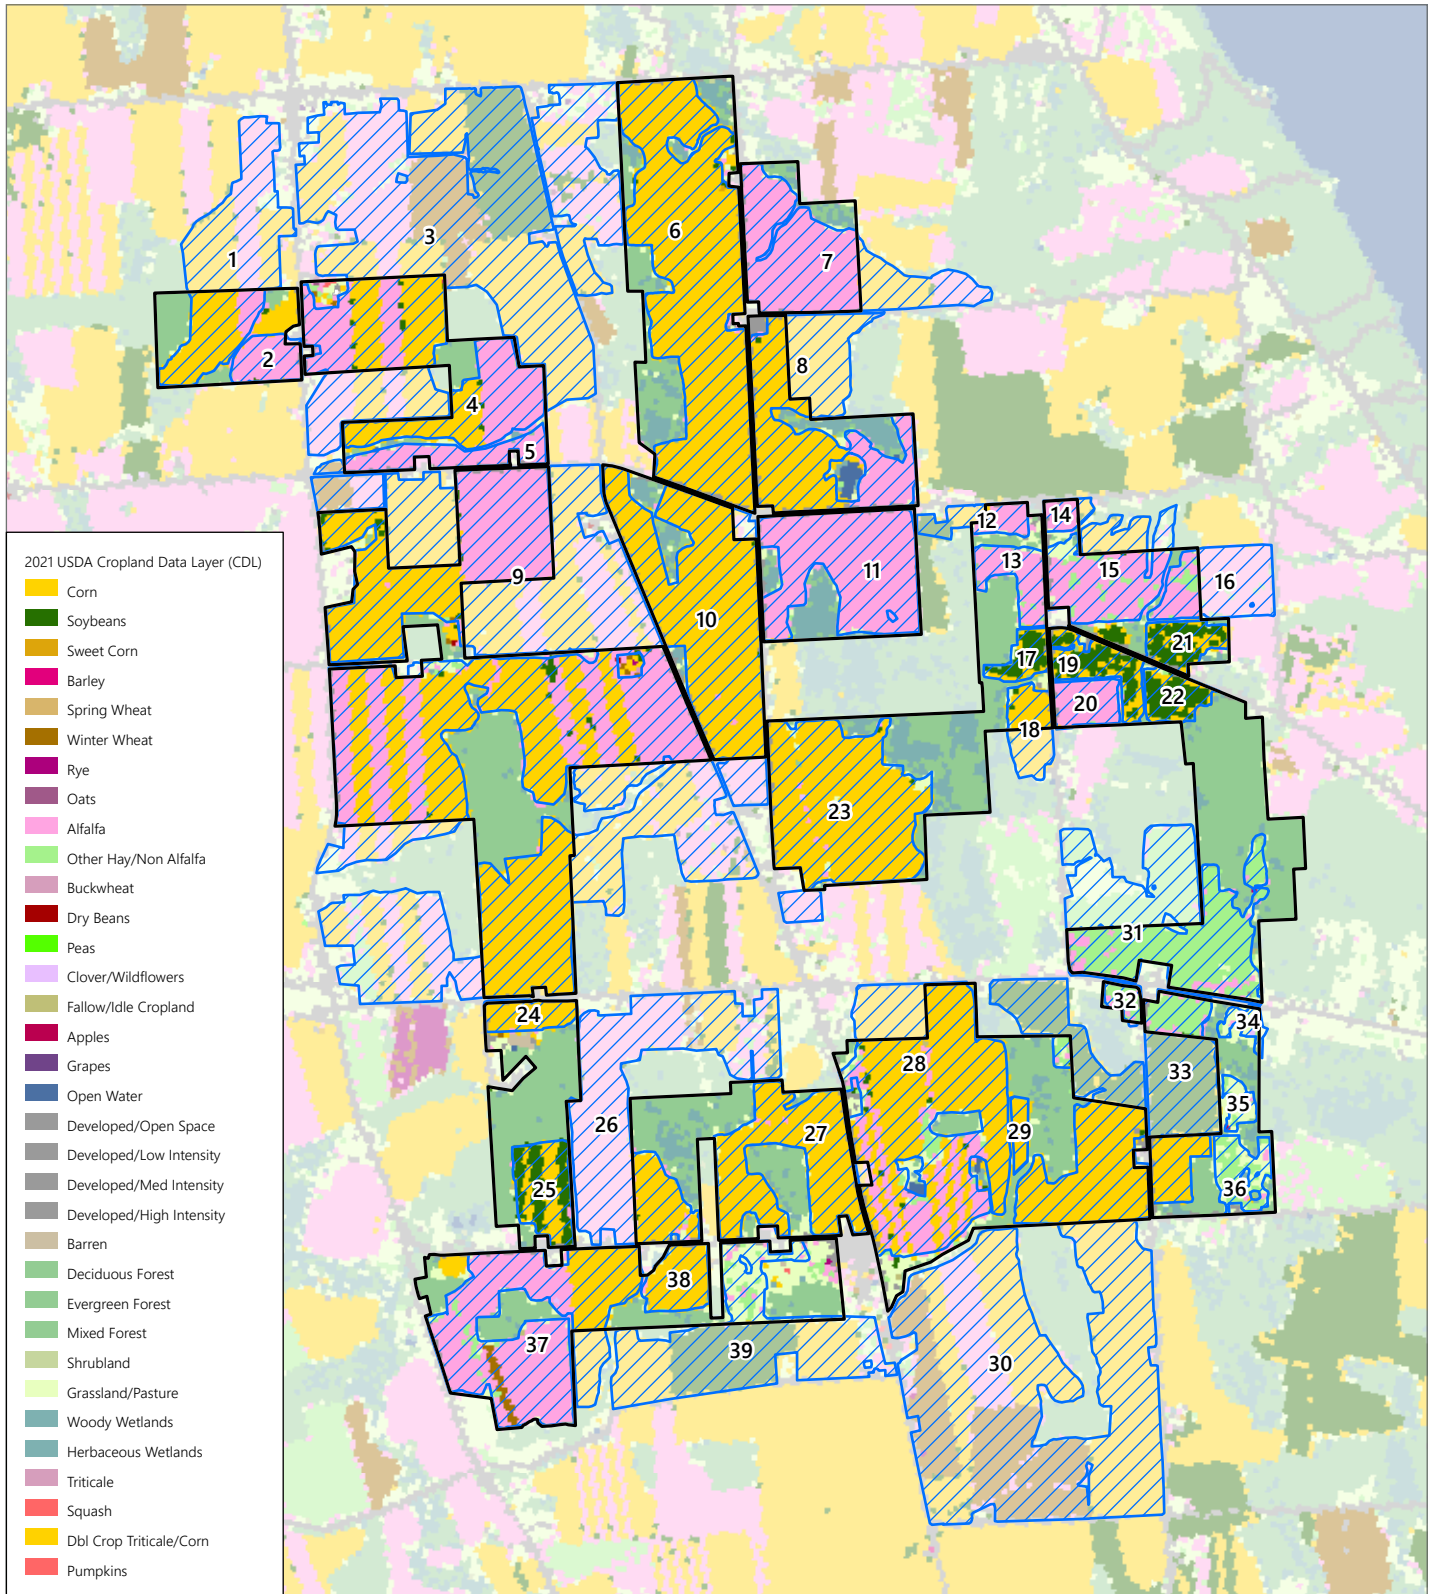 1
2
3
4
5
6
7
8
9
10
11
12
13
14
15
16
17
18
19
20
21
22
23
24
25
26
27
28
29
30
31
32
33
34
35
36
37
38
39
2021 USDA Cropland Data Layer (CDL)
Corn
Soybeans
Sweet Corn
Barley
Spring Wheat
Winter Wheat
Rye
Oats
Alfalfa
Other Hay/Non Alfalfa
Buckwheat
Dry Beans
Peas
Clover/Wildflowers
Fallow/Idle Cropland
Apples
Grapes
Open Water
Developed/Open Space
Developed/Low Intensity
Developed/Med Intensity
Developed/High Intensity
Barren
Deciduous Forest
Evergreen Forest
Mixed Forest
Shrubland
Grassland/Pasture
Woody Wetlands
Herbaceous Wetlands
Triticale
Squash
Dbl Crop Triticale/Corn
Pumpkins